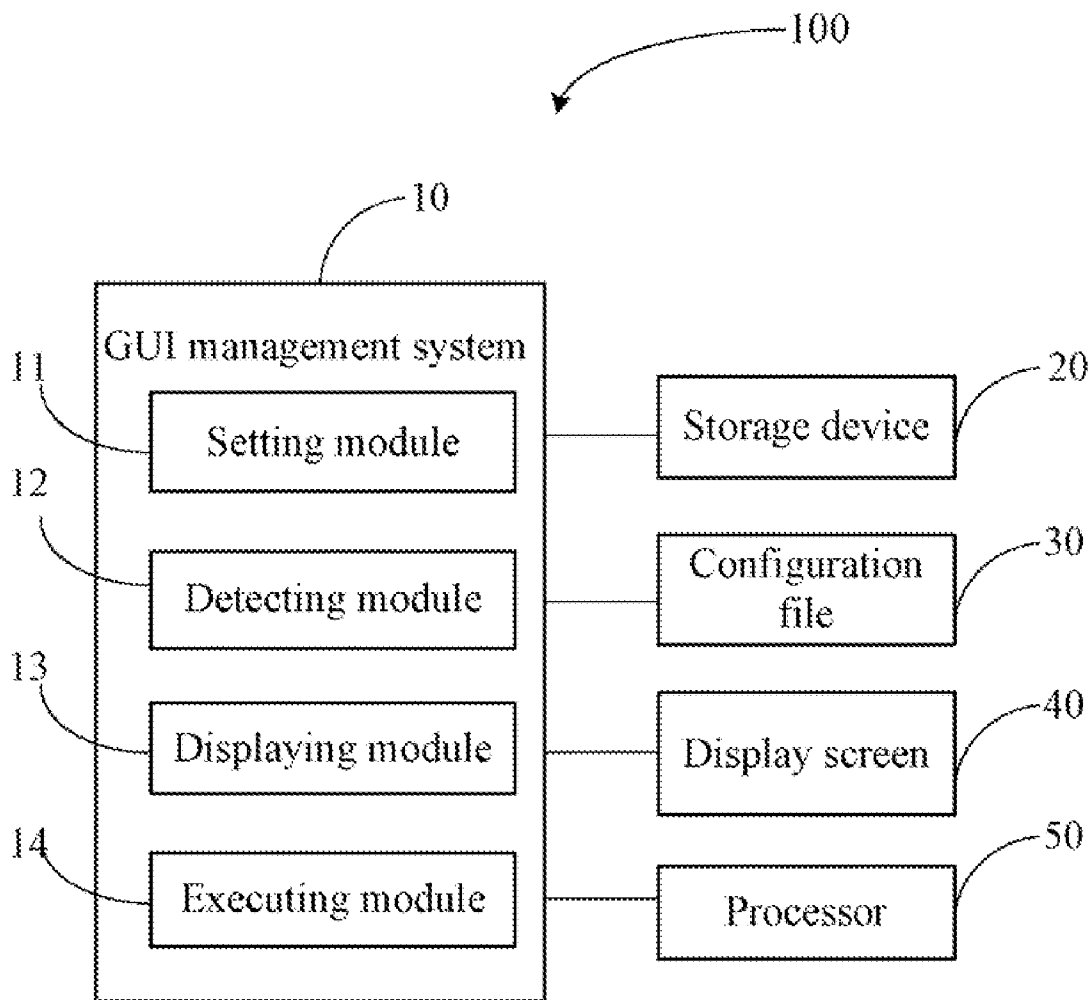 100
10
GUI management system
11
Setting module
12
Detecting module
13
Displaying module
14
Executing module
20
Storage device
30
Configuration
file
40
Display screen
50
Processor